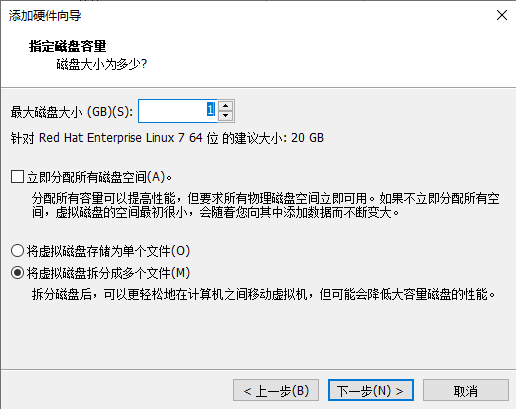 添加硬件向导
指定磁盘容量
磁盘大小为多少?
最大磁盘大小 (GB)(S): 1
针对 Red Hat Enterprise Linux 7 64 位 的建议大小: 20 GB
立即分配所有磁盘空间(A)。
分配所有容量可以提高性能，但要求所有物理磁盘空间立即可用。如果不立即分配所有空
间，虚拟磁盘的空间最初很小，会随着您向其中添加数据而不断变大。
将虚拟磁盘存储为单个文件(O)
将虚拟磁盘拆分成多个文件(M)
拆分磁盘后，可以更轻松地在计算机之间移动虚拟机，但可能会降低大容量磁盘的性能。
< 上一步(B) 下一步(N) > 取消